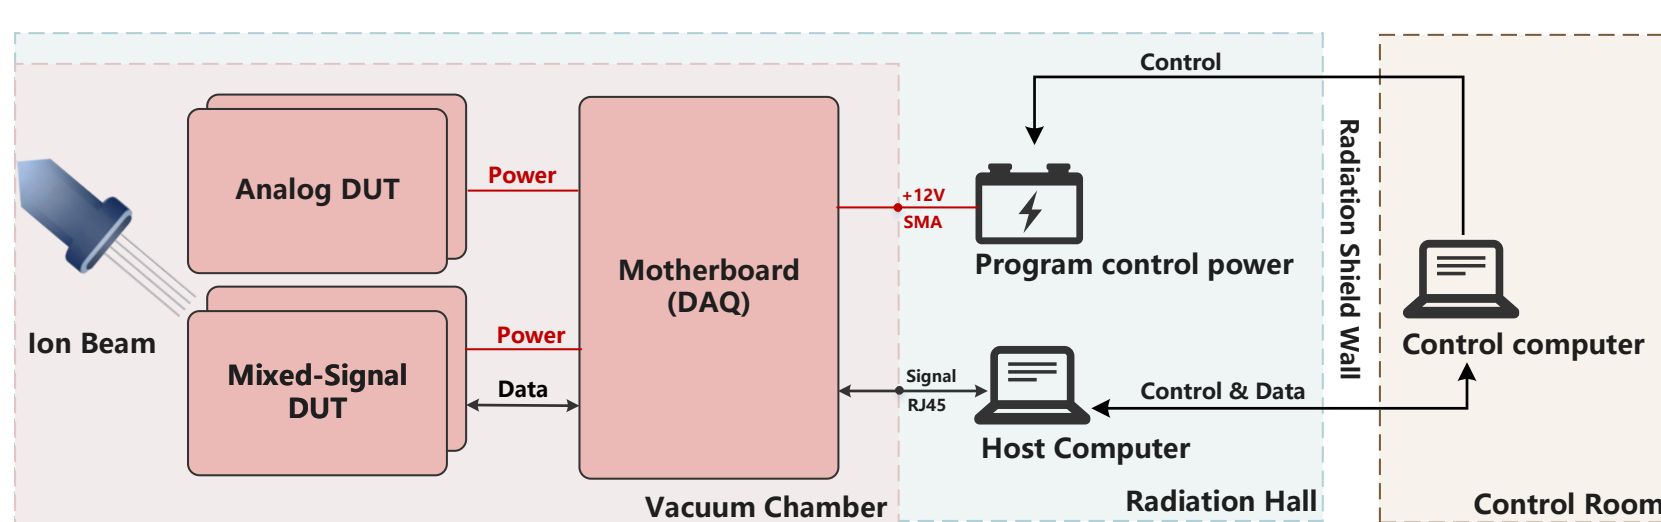 Control
Analog DUT
Power
+12V
SMA
Program control power
Radiation Shield Wall
Motherboard
(DAQ)
Ion Beam
Power
Mixed-Signal
DUT
Data
Signal
RJ45
Host Computer
Control & Data
Control computer
Vacuum Chamber
Radiation Hall
Control Room